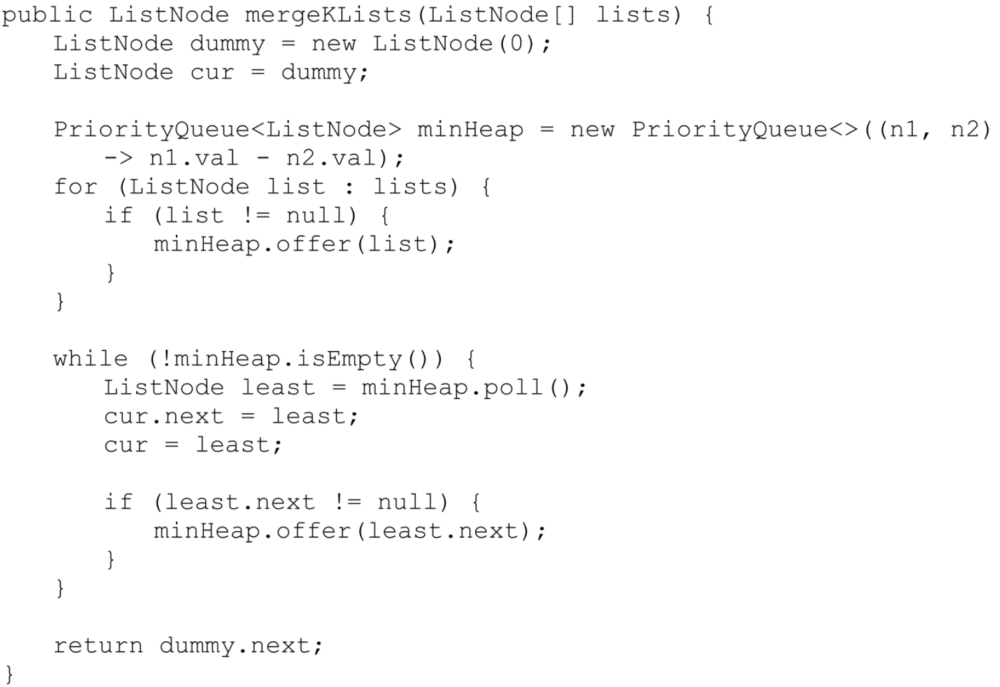 public ListNode mergeKLists(ListNode[] lists) {
    ListNode dummy = new ListNode(0);
    ListNode cur = dummy;

    PriorityQueue<ListNode> minHeap = new PriorityQueue<>((n1, n2)
        -> n1.val - n2.val);
    for (ListNode list : lists) {
        if (list != null) {
            minHeap.offer(list);
        }
    }

    while (!minHeap.isEmpty()) {
        ListNode least = minHeap.poll();
        cur.next = least;
        cur = least;

        if (least.next != null) {
            minHeap.offer(least.next);
        }
    }

    return dummy.next;
}